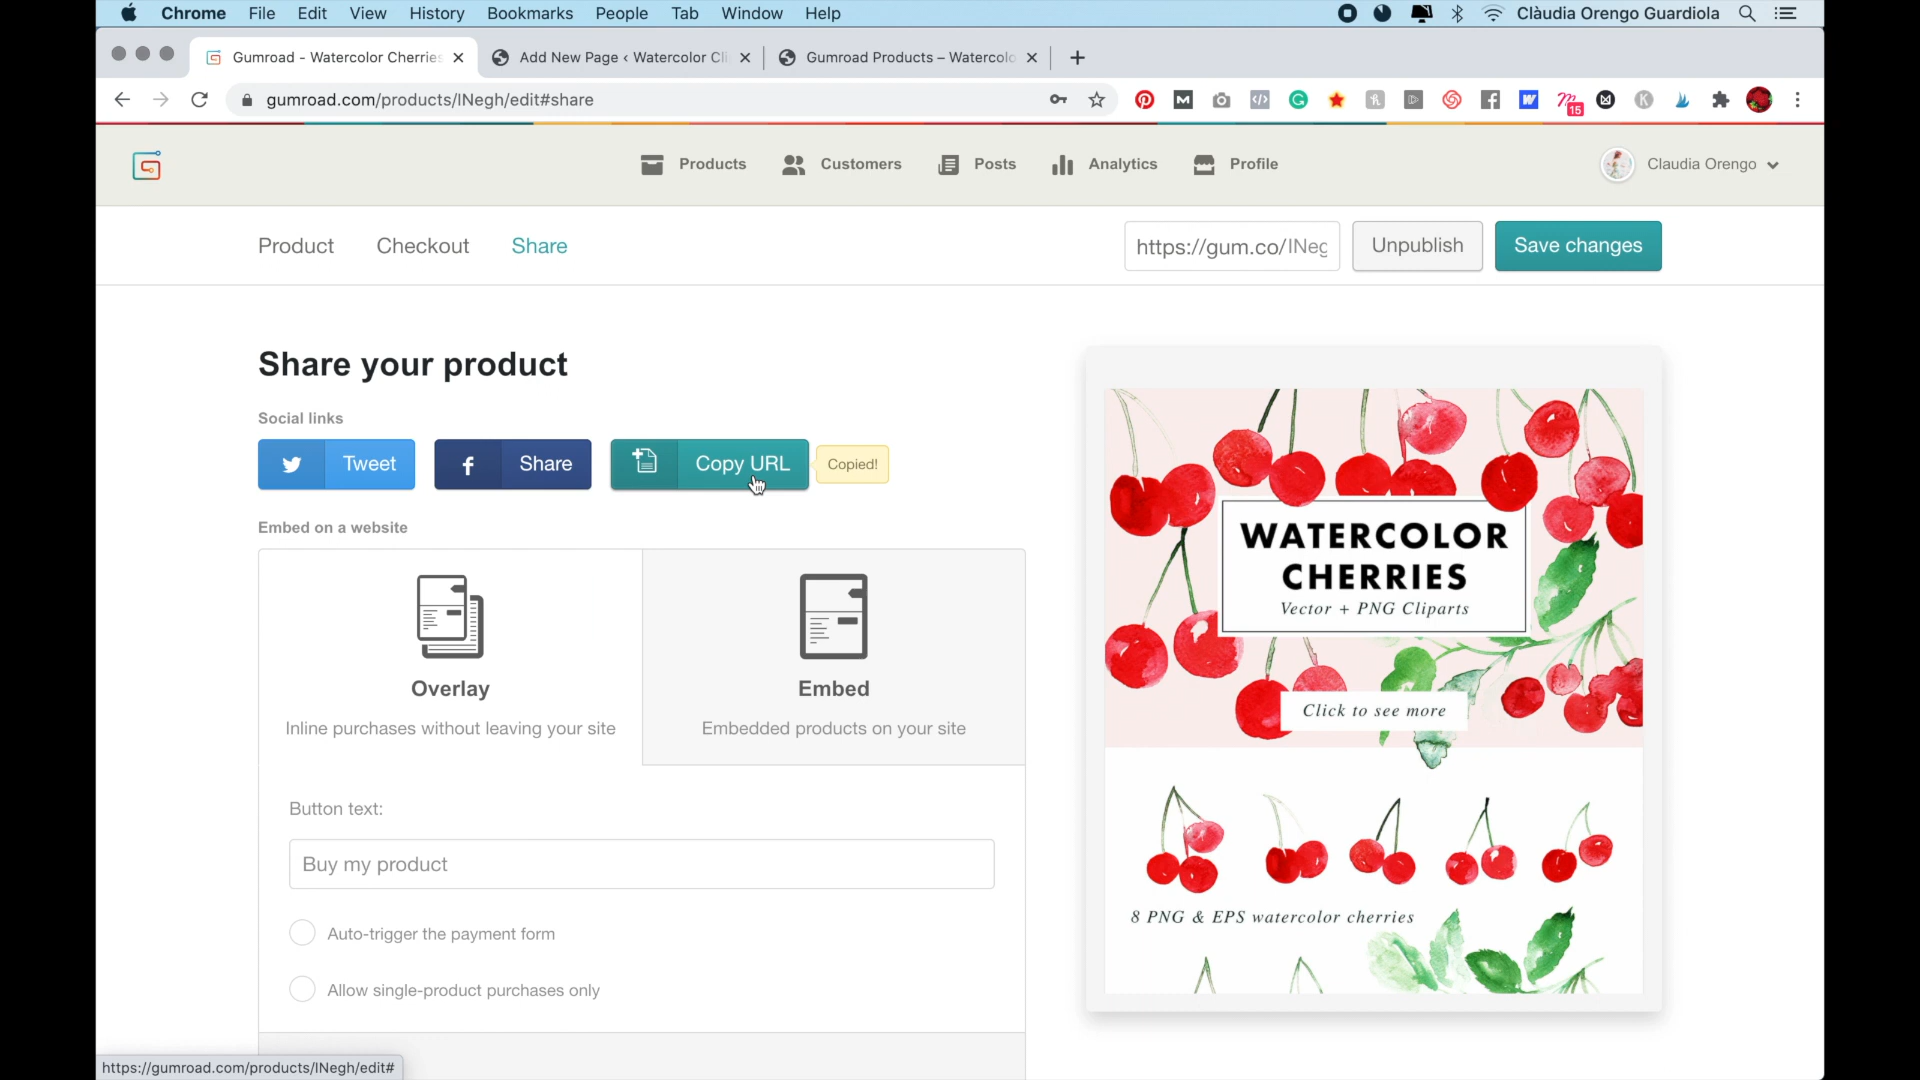 Chrome File Edit View History Bookmarks People Tab Window Help Clàudia Orengo Guardiola
Gumroad - Watercolor Cherries Add New Page ‹ Watercolor Cli Gumroad Products – Watercolo
gumroad.com/products/lNegh/edit#share
15
Products Customers Posts Analytics Profile Claudia Orengo
Product Checkout Share https://gum.co/lNeg Unpublish Save changes
Share your product
Social links
Tweet Share Copy URL Copied!
Embed on a website
Overlay
Inline purchases without leaving your site
Embed
Embedded products on your site
Button text:
Buy my product
Auto-trigger the payment form
Allow single-product purchases only
WATERCOLOR
CHERRIES
Vector + PNG Cliparts
Click to see more
8 PNG & EPS watercolor cherries
https://gumroad.com/products/lNegh/edit#